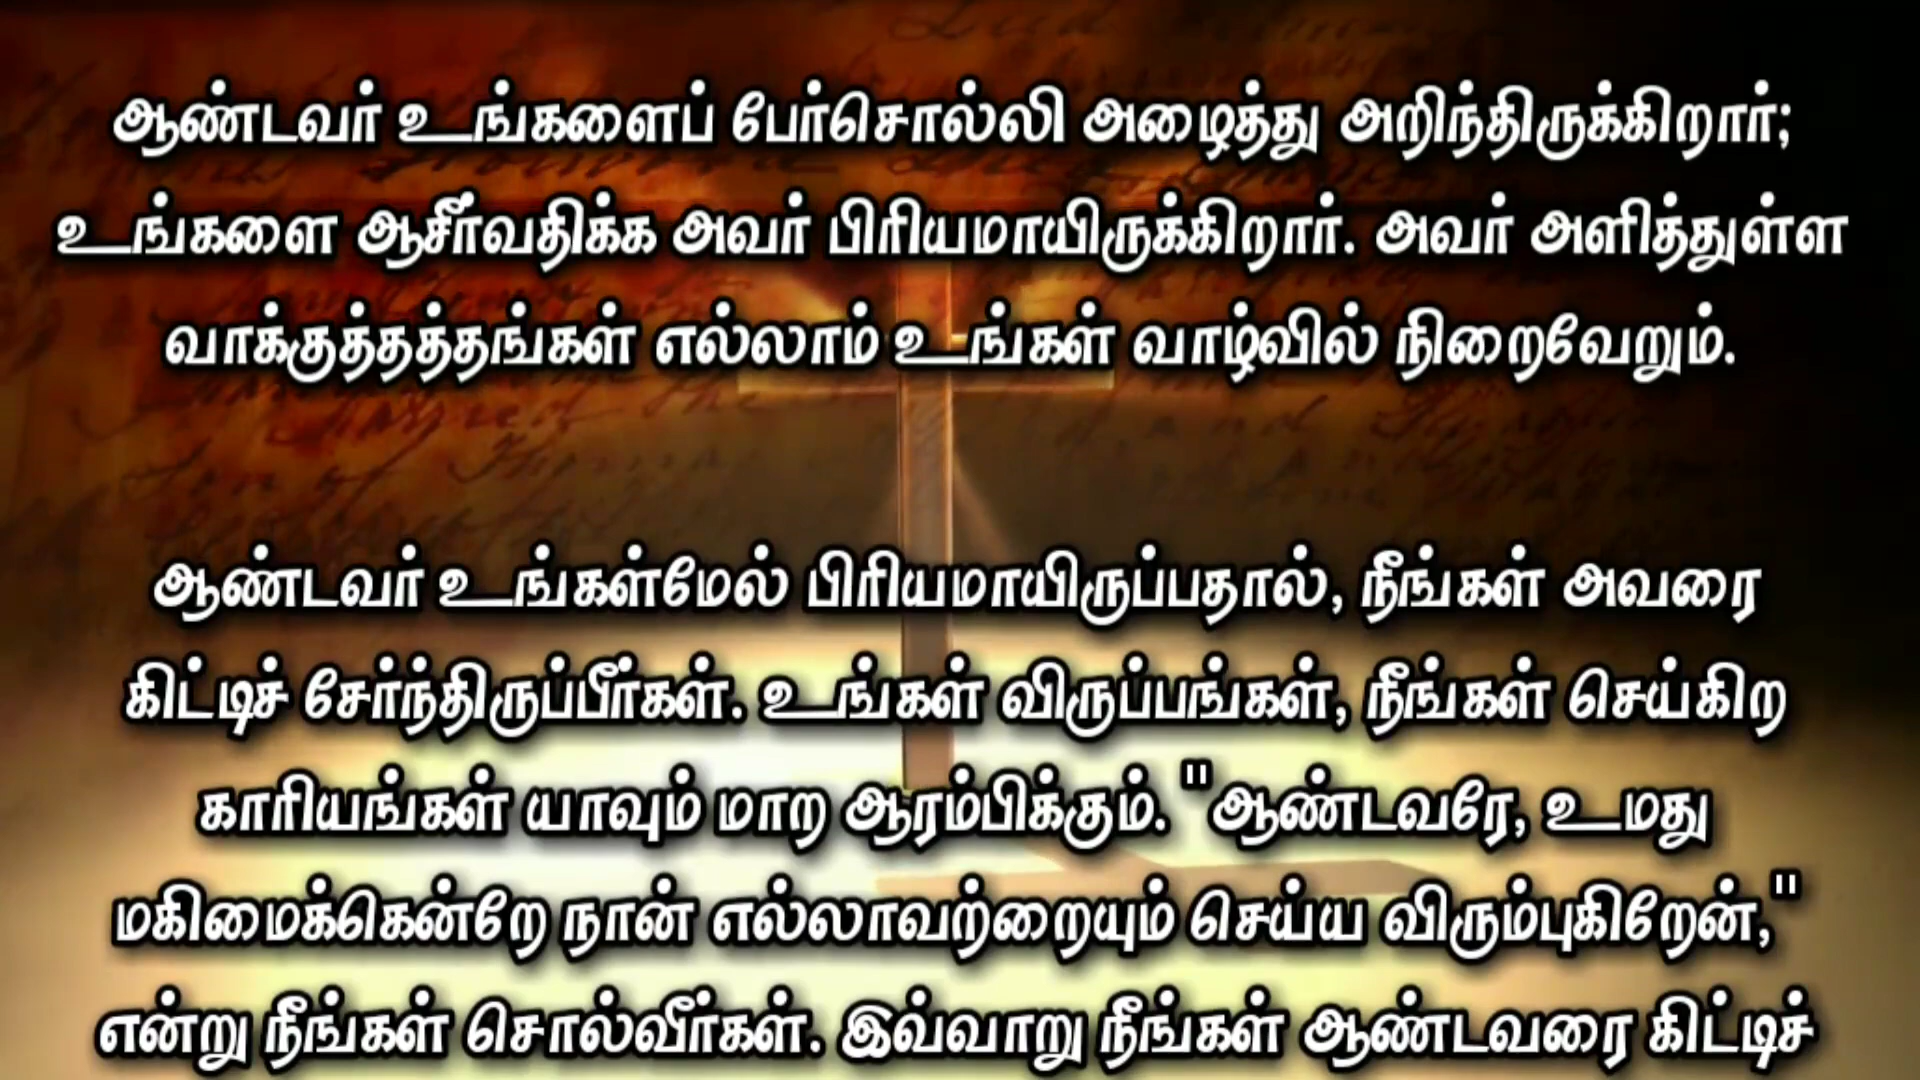 ஆண்டவர் உங்களைப் பேர்சொல்லி அழைத்து அறிந்திருக்கிறார்;
உங்களை ஆசீர்வதிக்க அவர் பிரியமாயிருக்கிறார். அவர் அளித்துள்ள
வாக்குத்தத்தங்கள் எல்லாம் உங்கள் வாழ்வில் நிறைவேறும்.
ஆண்டவர் உங்கள்மேல் பிரியமாயிருப்பதால், நீங்கள் அவரை
கிட்டிச் சேர்ந்திருப்பீர்கள். உங்கள் விருப்பங்கள், நீங்கள் செய்கிற
காரியங்கள் யாவும் மாற ஆரம்பிக்கும். "ஆண்டவரே, உமது
மகிமைக்கென்றே நான் எல்லாவற்றையும் செய்ய விரும்புகிறேன்,"
என்று நீங்கள் சொல்வீர்கள். இவ்வாறு நீங்கள் ஆண்டவரை கிட்டிச்